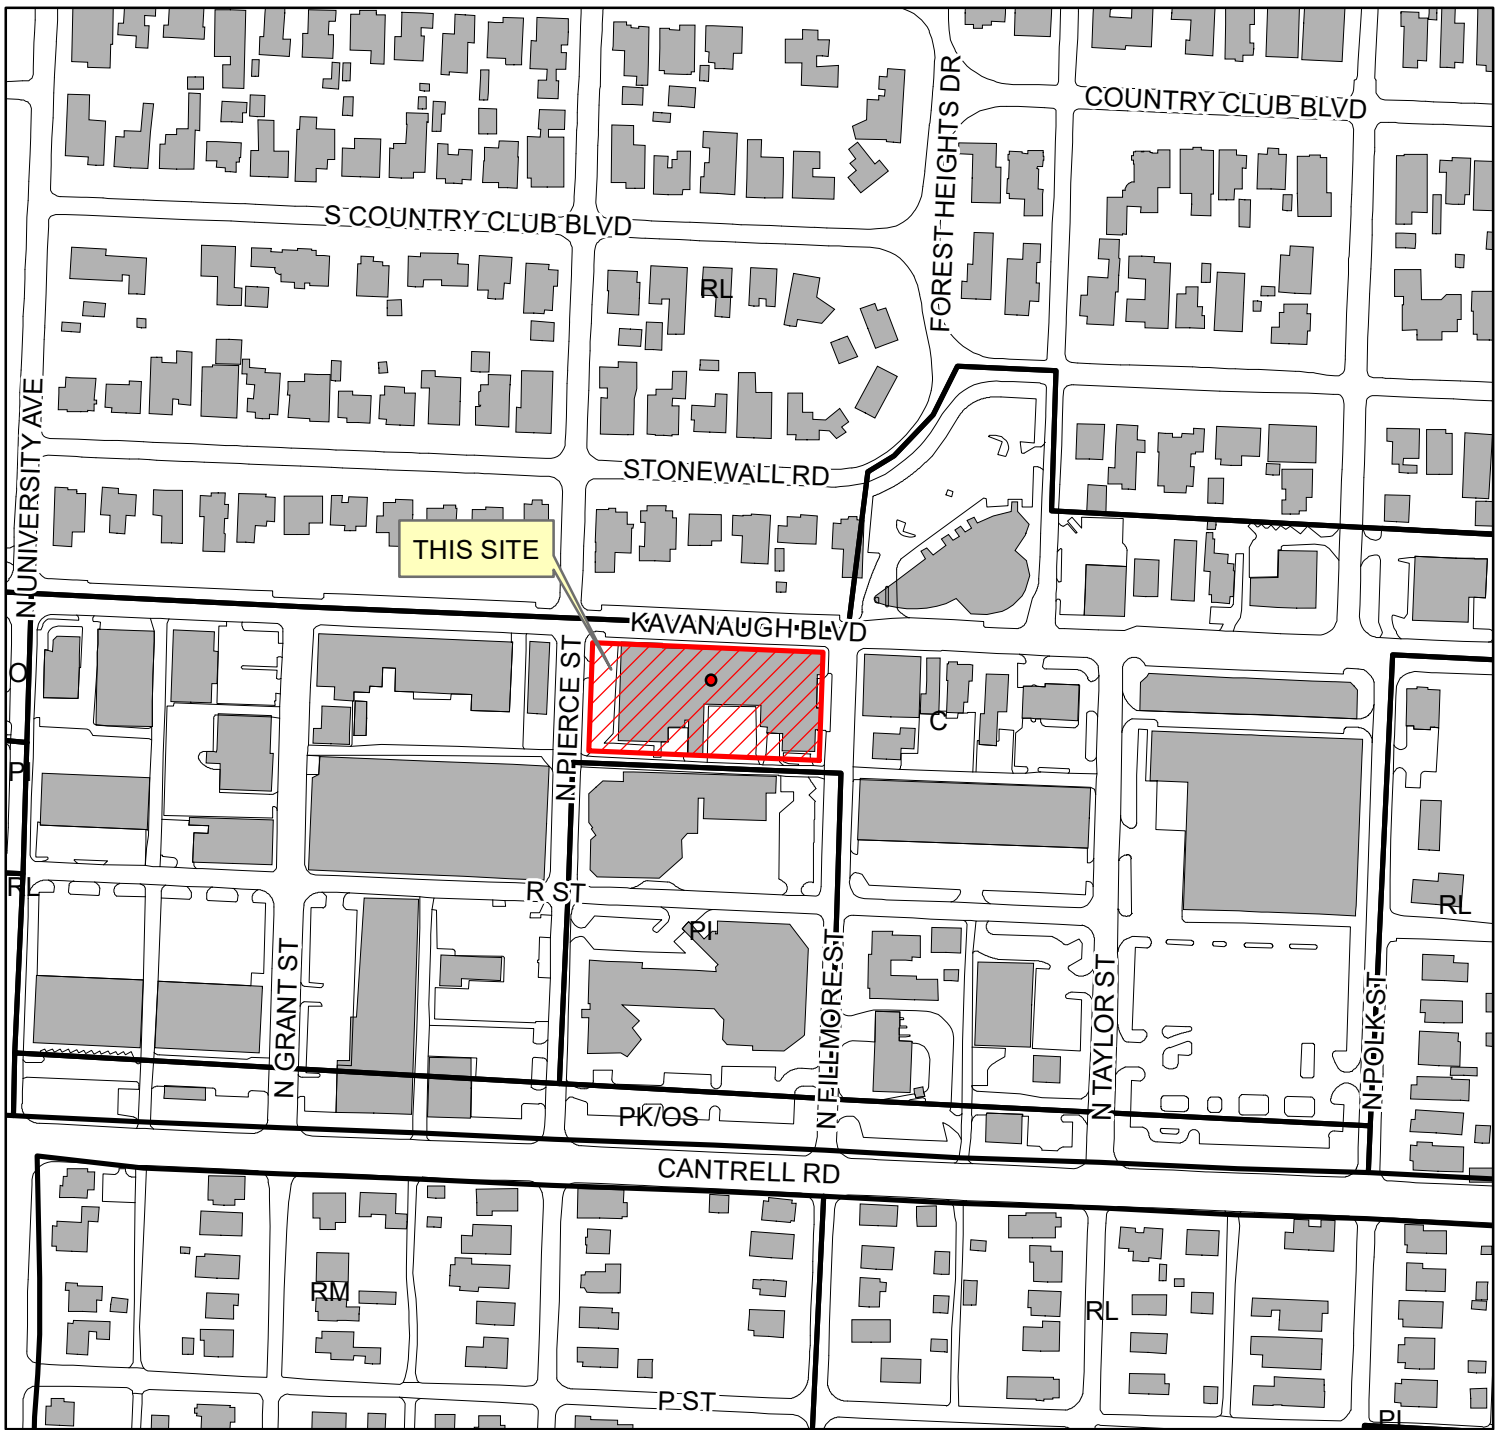 COUNTRY CLUB BLVD
FOREST HEIGHTS DR
S COUNTRY CLUB BLVD
RL
N UNIVERSITY AVE
STONEWALL RD
THIS SITE
KAVANAUGH BLVD
N PIERCE ST
O
C
PI
RL
R ST
RL
PI
N GRANT ST
N FILLMORE ST
N TAYLOR ST
N POLK ST
PK/OS
CANTRELL RD
RM
RL
P ST
PI